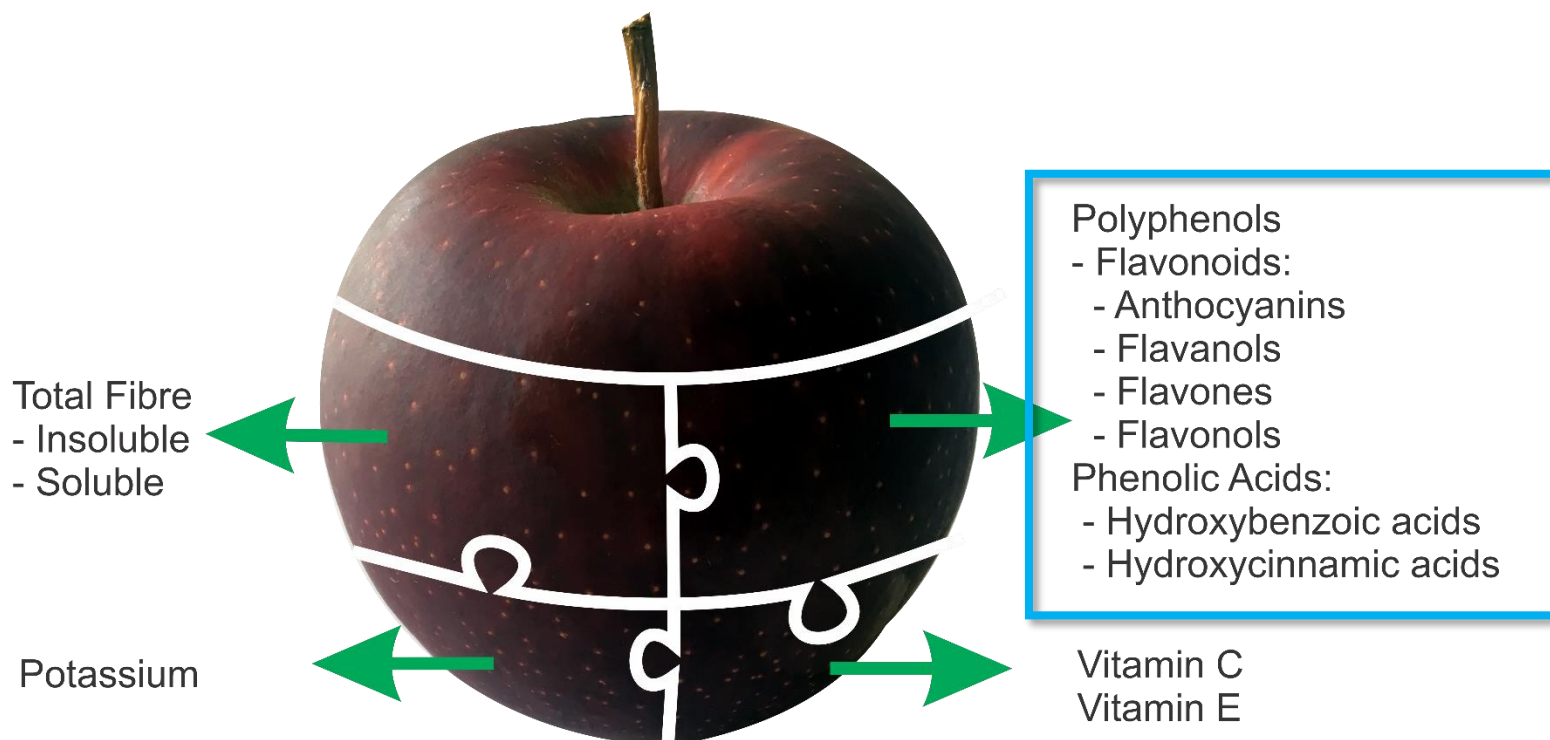 Total Fibre
- Insoluble
- Soluble
Potassium
Polyphenols
- Flavonoids:
- Anthocyanins
- Flavanols
- Flavones
- Flavonols
Phenolic Acids:
- Hydroxybenzoic acids
- Hydroxycinnamic acids
Vitamin C
Vitamin E